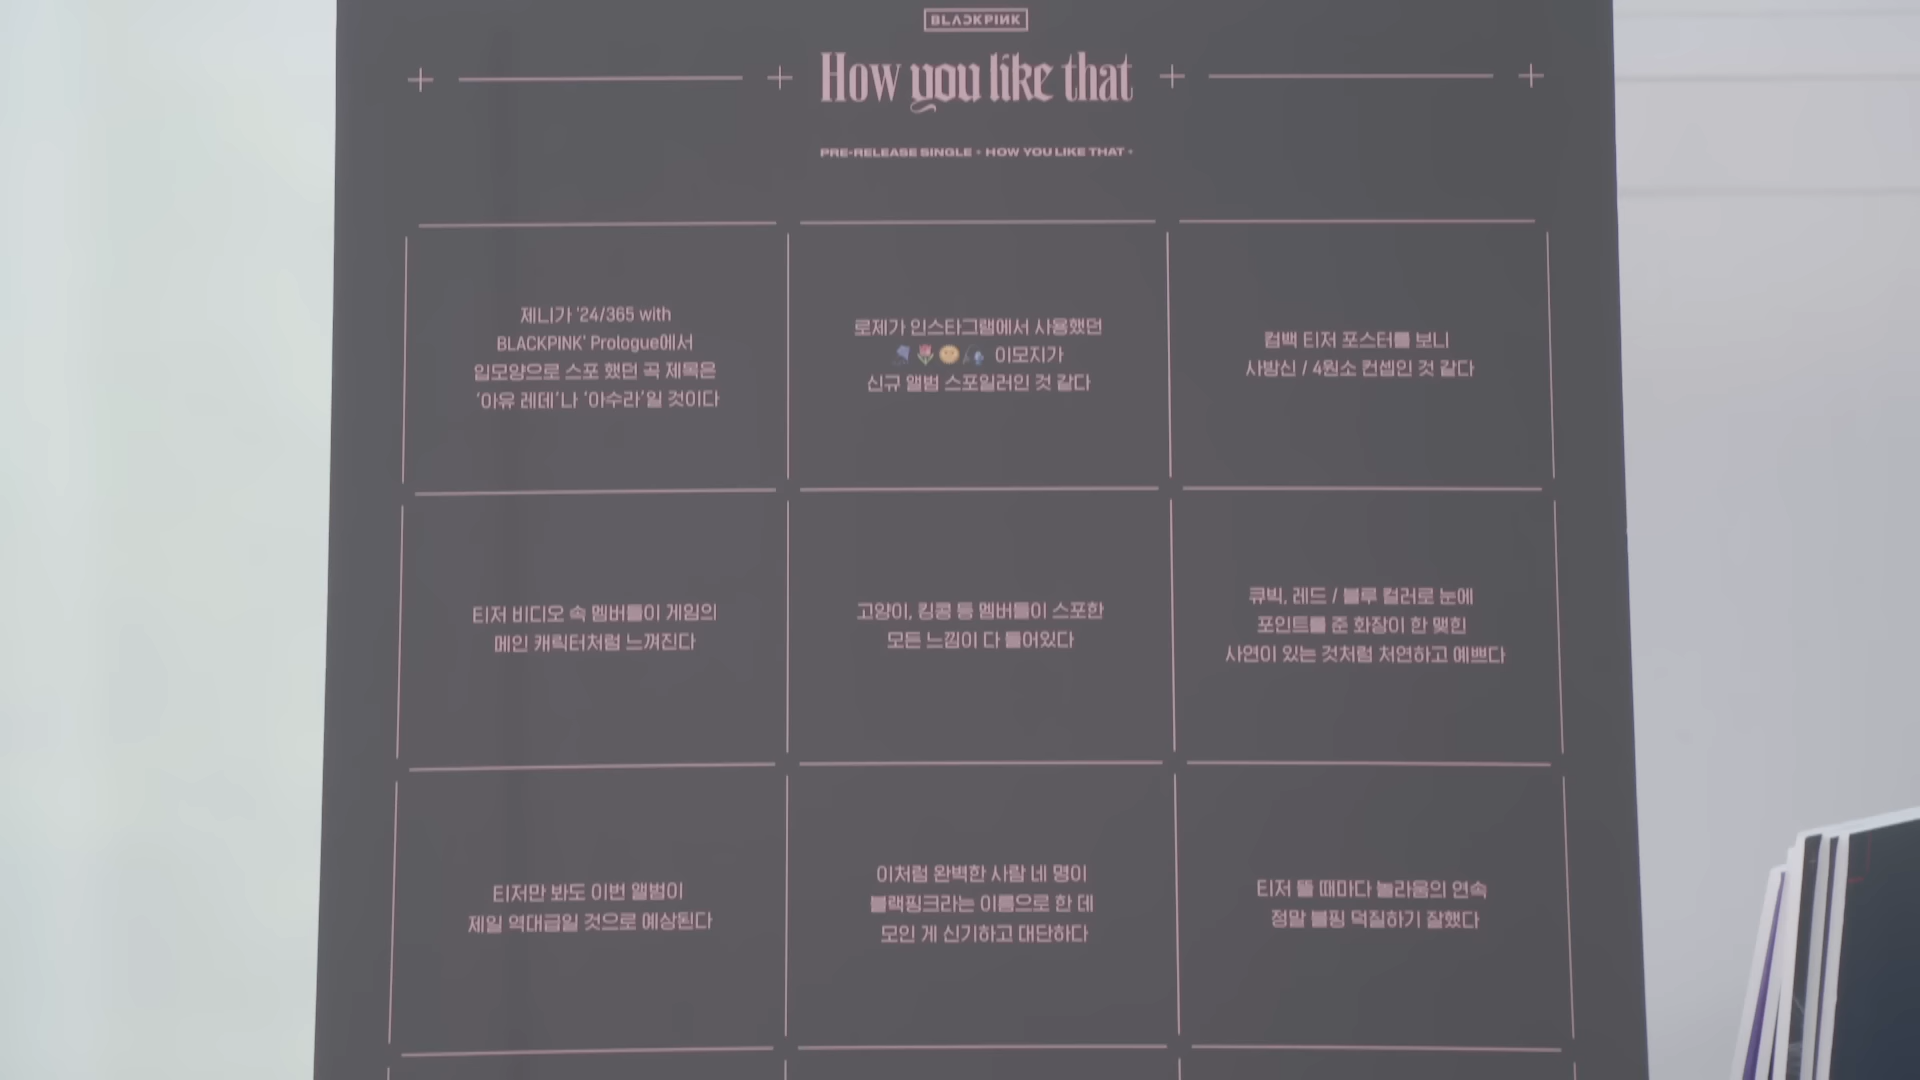 BLACKPINK
How you like that
PRE-RELEASE SINGLE - HOW YOU LIKE THAT -
제니가 '24/365 with
BLACKPINK' Prologue에서
입모양으로 스포 했던 곡 제목은
'아유 레데'나 '아수라'일 것이다
로제가 인스타그램에서 사용했던
이모지가
신규 앨범 스포일러인 것 같다
컴백 티저 포스터를 보니
사방신 / 4원소 컨셉인 것 같다
티저 비디오 속 멤버들이 게임의
메인 캐릭터처럼 느껴진다
고양이, 킹콩 등 멤버들이 스포한
모든 느낌이 다 들어있다
큐빅, 레드 / 블루 컬러로 눈에
포인트를 준 화장이 한 맺힌
사연이 있는 것처럼 처연하고 예쁘다
티저만 봐도 이번 앨범이
제일 역대급일 것으로 예상된다
이처럼 완벽한 사람 네 명이
블랙핑크라는 이름으로 한 데
모인 게 신기하고 대단하다
티저 뜰 때마다 놀라움의 연속
정말 블핑 덕질하기 잘했다